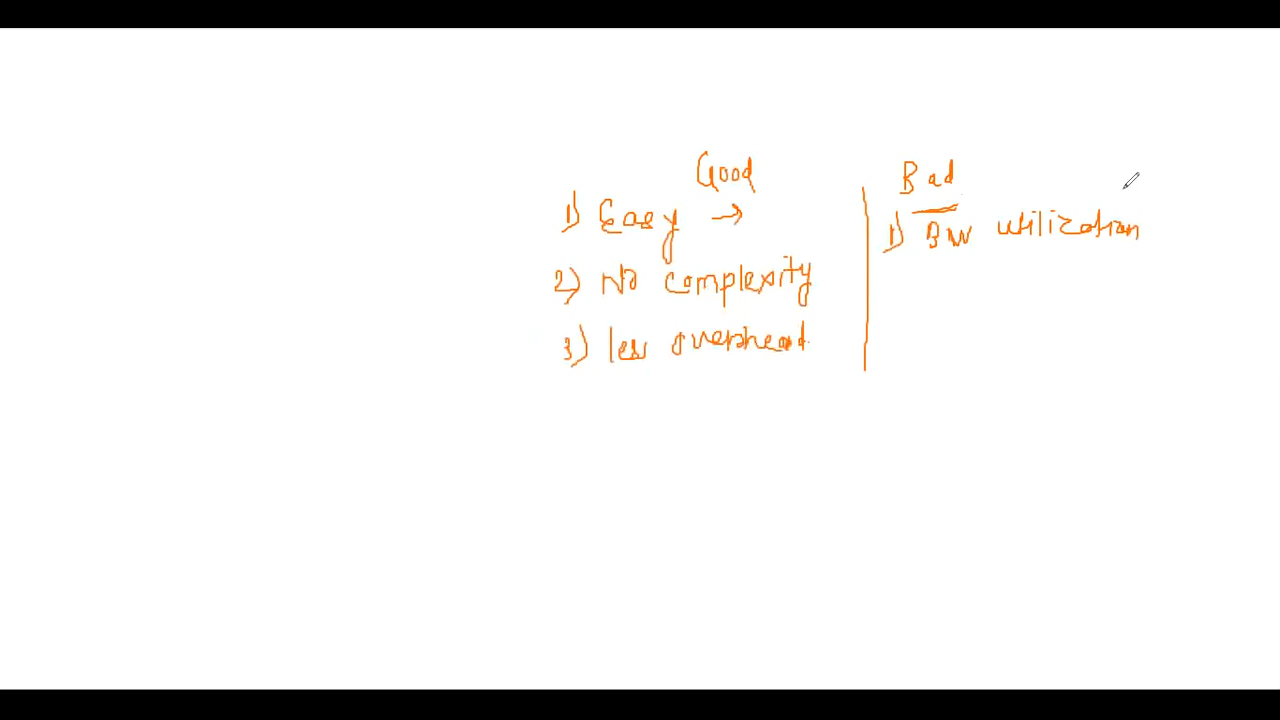 Good
1) Easy →
2) No complexity
3) less overhead
Bad
1) BW utilization